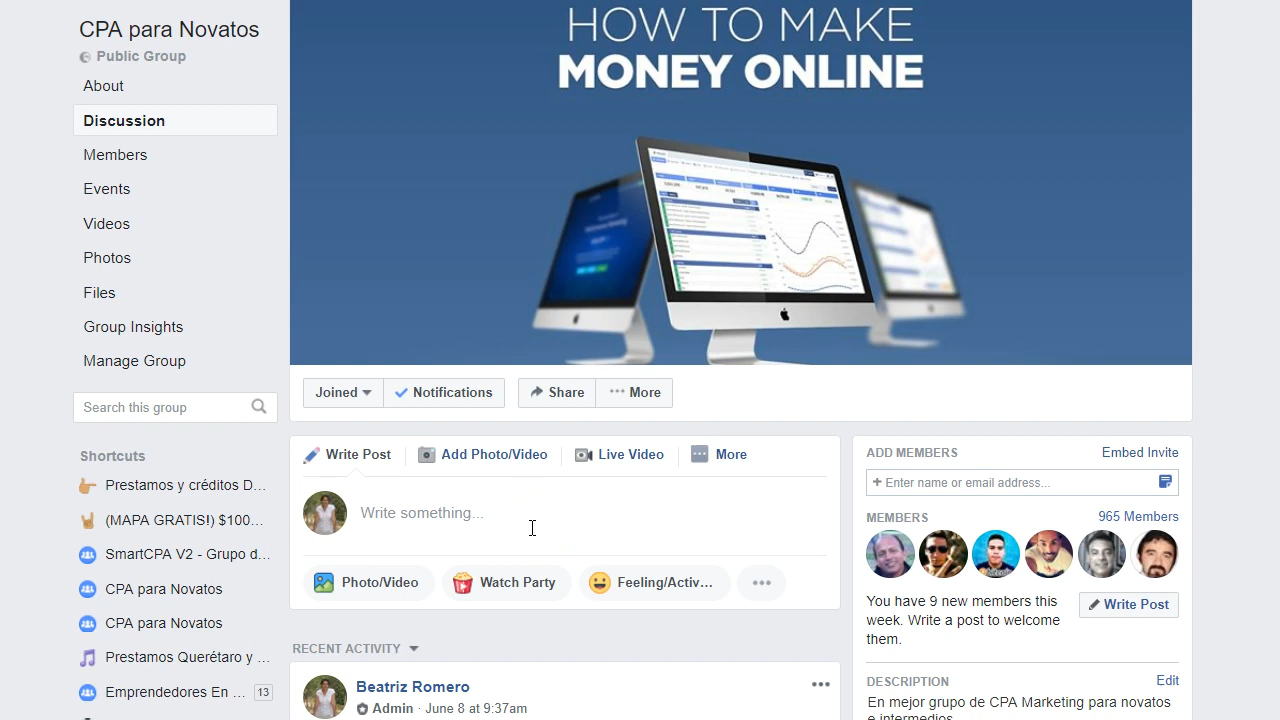 CPA para Novatos
Public Group
About
Discussion
Members
Events
Videos
Photos
Files
Group Insights
Manage Group
Search this group
Shortcuts
Prestamos y créditos D...
(MAPA GRATIS!) $100...
SmartCPA V2 - Grupo d...
CPA para Novatos
CPA para Novatos
Prestamos Querétaro y ...
Emprendedores En ... 13
HOW TO MAKE
MONEY ONLINE
Joined Notifications Share More
Write Post Add Photo/Video Live Video More
Write something...
Photo/Video Watch Party Feeling/Activ...
RECENT ACTIVITY
Beatriz Romero
Admin · June 8 at 9:37am
ADD MEMBERS Embed Invite
+ Enter name or email address...
MEMBERS 965 Members
You have 9 new members this
week. Write a post to welcome
them.
Write Post
DESCRIPTION Edit
En mejor grupo de CPA Marketing para novatos
e intermedios